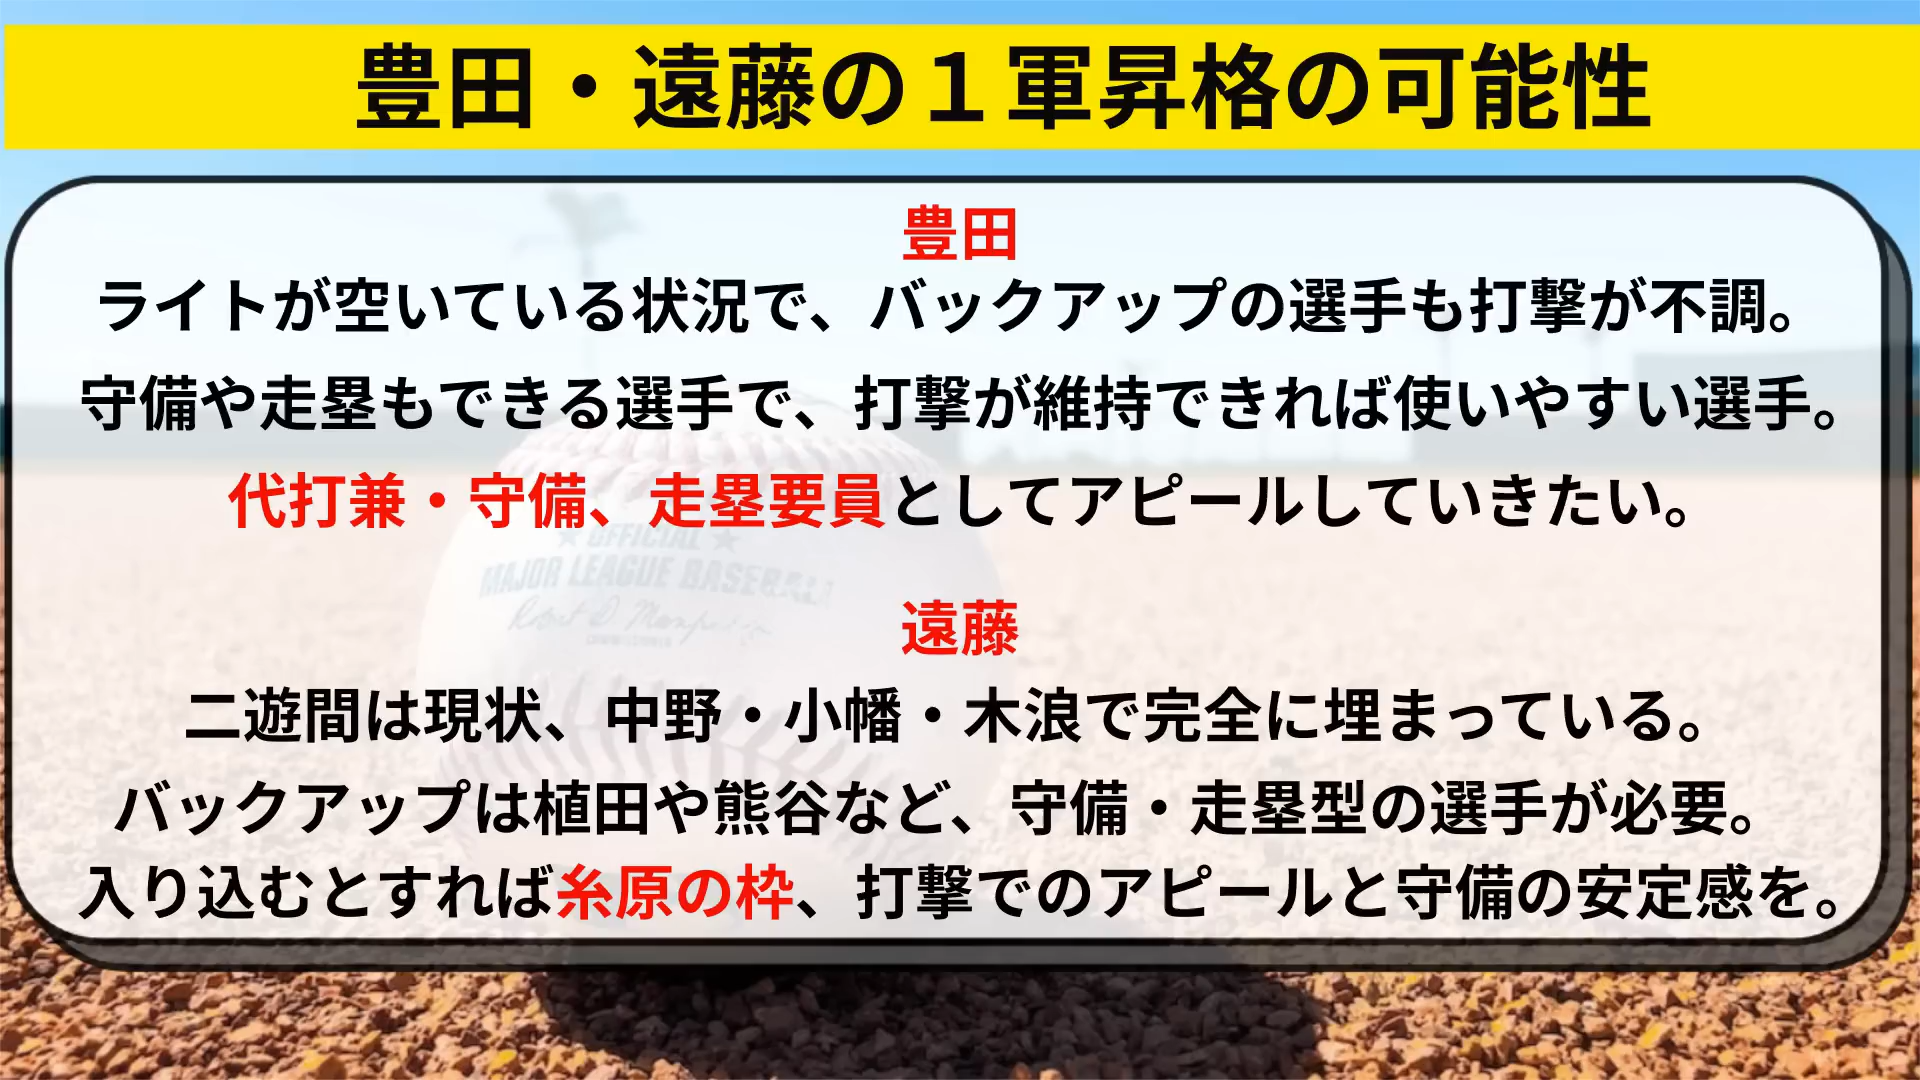 豊田・遠藤の１軍昇格の可能性
豊田
ライトが空いている状況で、バックアップの選手も打撃が不調。
守備や走塁もできる選手で、打撃が維持できれば使いやすい選手。
代打兼・守備、走塁要員としてアピールしていきたい。
★ OFFICIAL ★
MAJOR LEAGUE BASEBALL
遠藤
二遊間は現状、中野・小幡・木浪で完全に埋まっている。
バックアップは植田や熊谷など、守備・走塁型の選手が必要。
入り込むとすれば糸原の枠、打撃でのアピールと守備の安定感を。